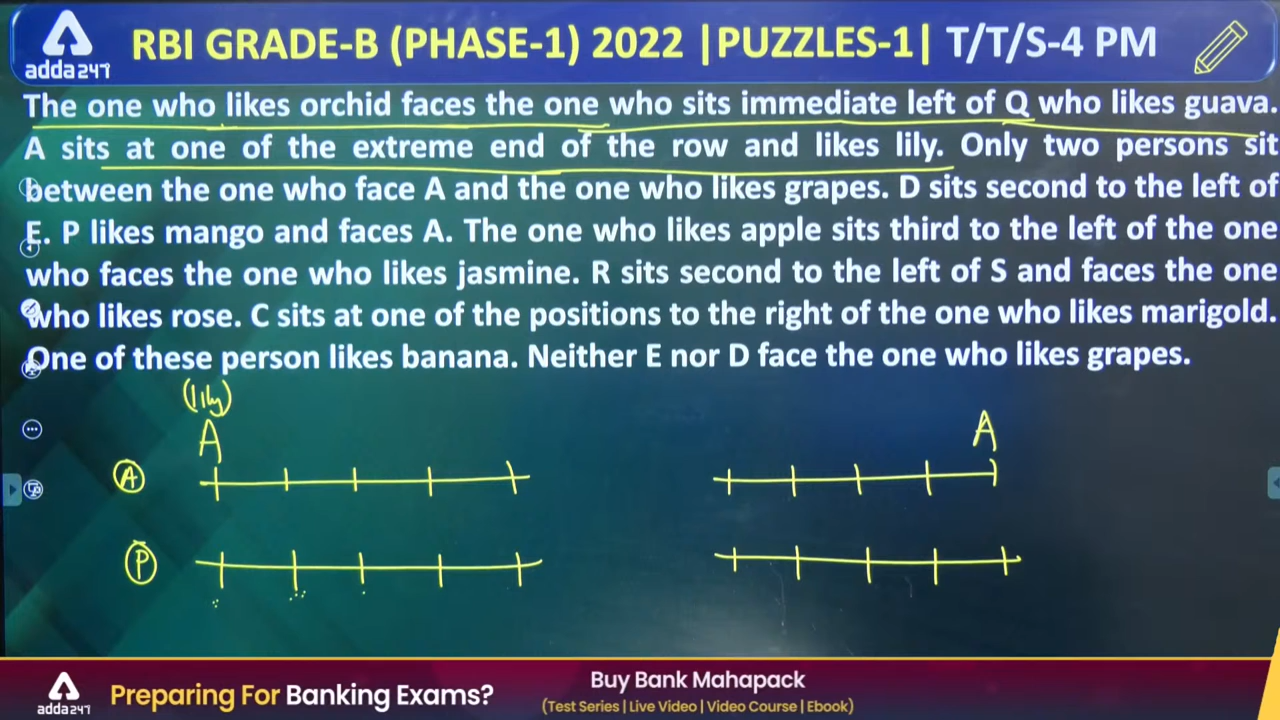 adda247
RBI GRADE-B (PHASE-1) 2022 |PUZZLES-1| T/T/S-4 PM
The one who likes orchid faces the one who sits immediate left of Q who likes guava.
A sits at one of the extreme end of the row and likes lily. Only two persons sit
between the one who face A and the one who likes grapes. D sits second to the left of
E. P likes mango and faces A. The one who likes apple sits third to the left of the one
who faces the one who likes jasmine. R sits second to the left of S and faces the one
who likes rose. C sits at one of the positions to the right of the one who likes marigold.
One of these person likes banana. Neither E nor D face the one who likes grapes.
(lily)
A
A
A
P
adda247
Preparing For Banking Exams?
Buy Bank Mahapack
(Test Series | Live Video | Video Course | Ebook)